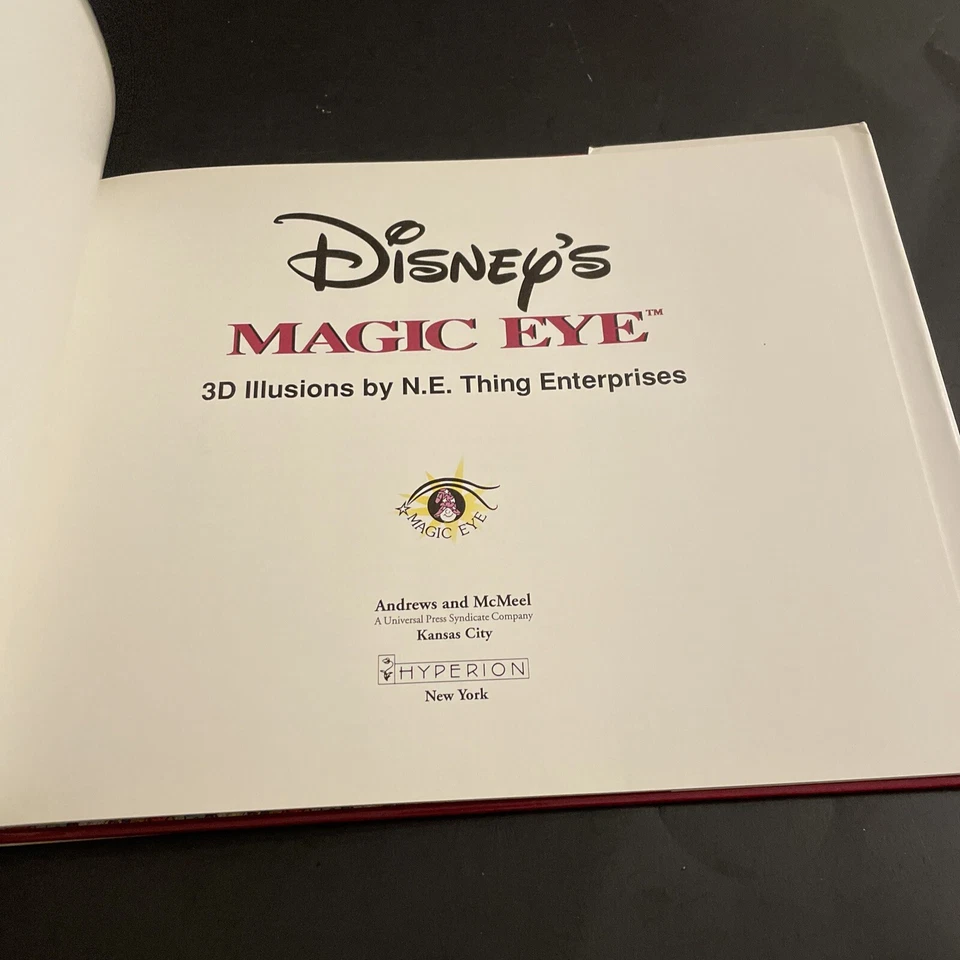 Disney's
MAGIC EYE™
3D Illusions by N.E. Thing Enterprises
MAGIC EYE
Andrews and McMeel
A Universal Press Syndicate Company
Kansas City
HYPERION
New York